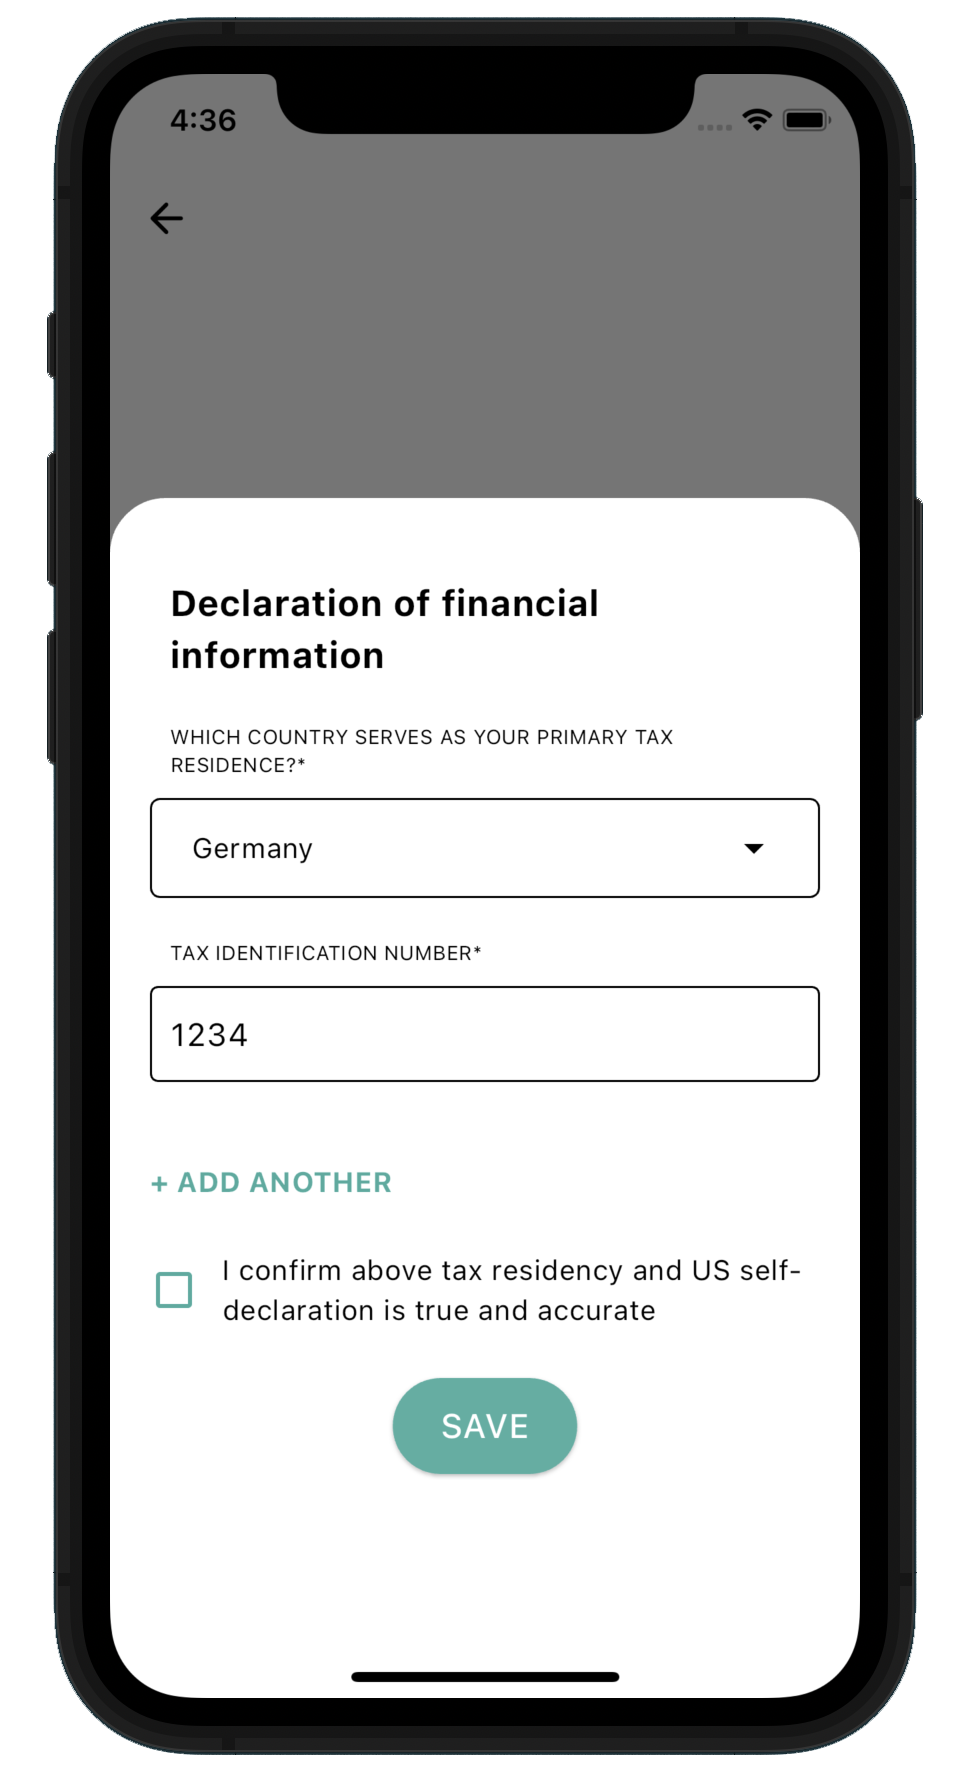 4:36
Declaration of financial
information
WHICH COUNTRY SERVES AS YOUR PRIMARY TAX
RESIDENCE?*
Germany
TAX IDENTIFICATION NUMBER*
1234
+ ADD ANOTHER
I confirm above tax residency and US self-
declaration is true and accurate
SAVE